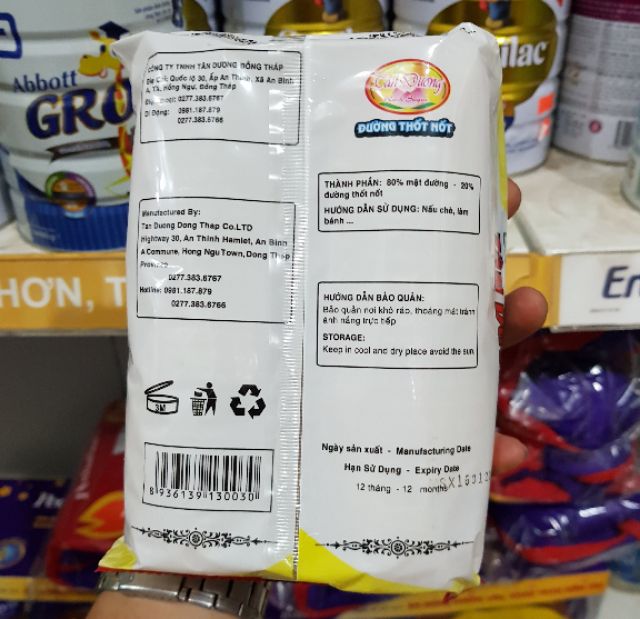 Abbott
GRO
lac
CÔNG TY TNHH TÂN DƯƠNG ĐỒNG THÁP
Địa Chỉ: Quốc lộ 30, Ấp An Thịnh, Xã An Bình
A, TX. Hồng Ngự, Đồng Tháp
0277.383.6767
Di Động: 0981.187.879
0277.383.6766
Tân Dương
ĐƯỜNG THỐT NỐT
THÀNH PHẦN: 80% mật đường - 20%
đường thốt nốt
HƯỚNG DẪN SỬ DỤNG: Nấu chè, làm
bánh ...
Manufactured By:
Tan Duong Dong Thap Co.LTD
Hightway 30, An Thinh Hamlet, An Binh
A Commune, Hong Ngu Town, Dong Thap
Province
0277.383.6767
Hotline: 0981.187.879
0277.383.6766
HƯỚNG DẪN BẢO QUẢN:
Bảo quản nơi khô ráo, thoáng mát tránh
ánh nắng trực tiếp
STORAGE:
Keep in cool and dry place avoid the sun
3M
8 936139 130030
Ngày sản xuất - Manufacturing Date
Hạn Sử Dụng - Expiry Date
12 tháng - 12 months
HƠN, T
En